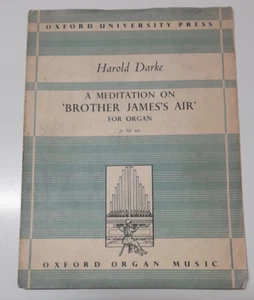 OXFORD UNIVERSITY PRESS
Harold Darke
A MEDITATION ON
'BROTHER JAMES'S AIR'
FOR ORGAN
OXFORD ORGAN MUSIC